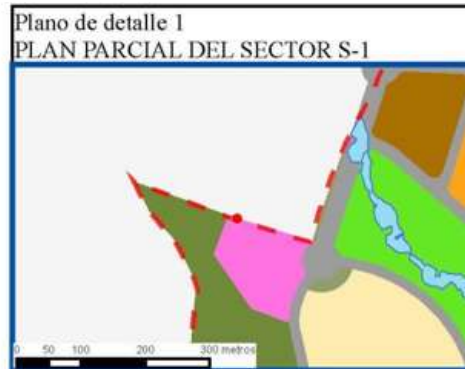 Plano de detalle 1
PLAN PARCIAL DEL SECTOR S-1
0 50 100 200 300 metros